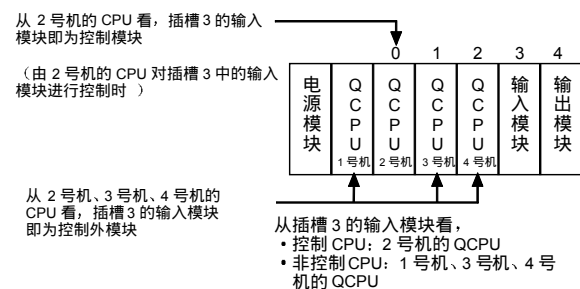 从 2 号机的 CPU 看，插槽 3 的输入
模块即为控制模块
（由 2 号机的 CPU 对插槽 3 中的输入
模块进行控制时 ）
0 1 2 3 4
电源模块
QCPU
1 号机
QCPU
2 号机
QCPU
3 号机
QCPU
4 号机
输入模块
输出模块
从 2 号机、3 号机、4 号机的
CPU 看，插槽 3 的输入模块
即为控制外模块
从插槽 3 的输入模块看，
• 控制 CPU：2 号机的 QCPU
• 非控制 CPU：1 号机、3 号机、4 号
机的 QCPU